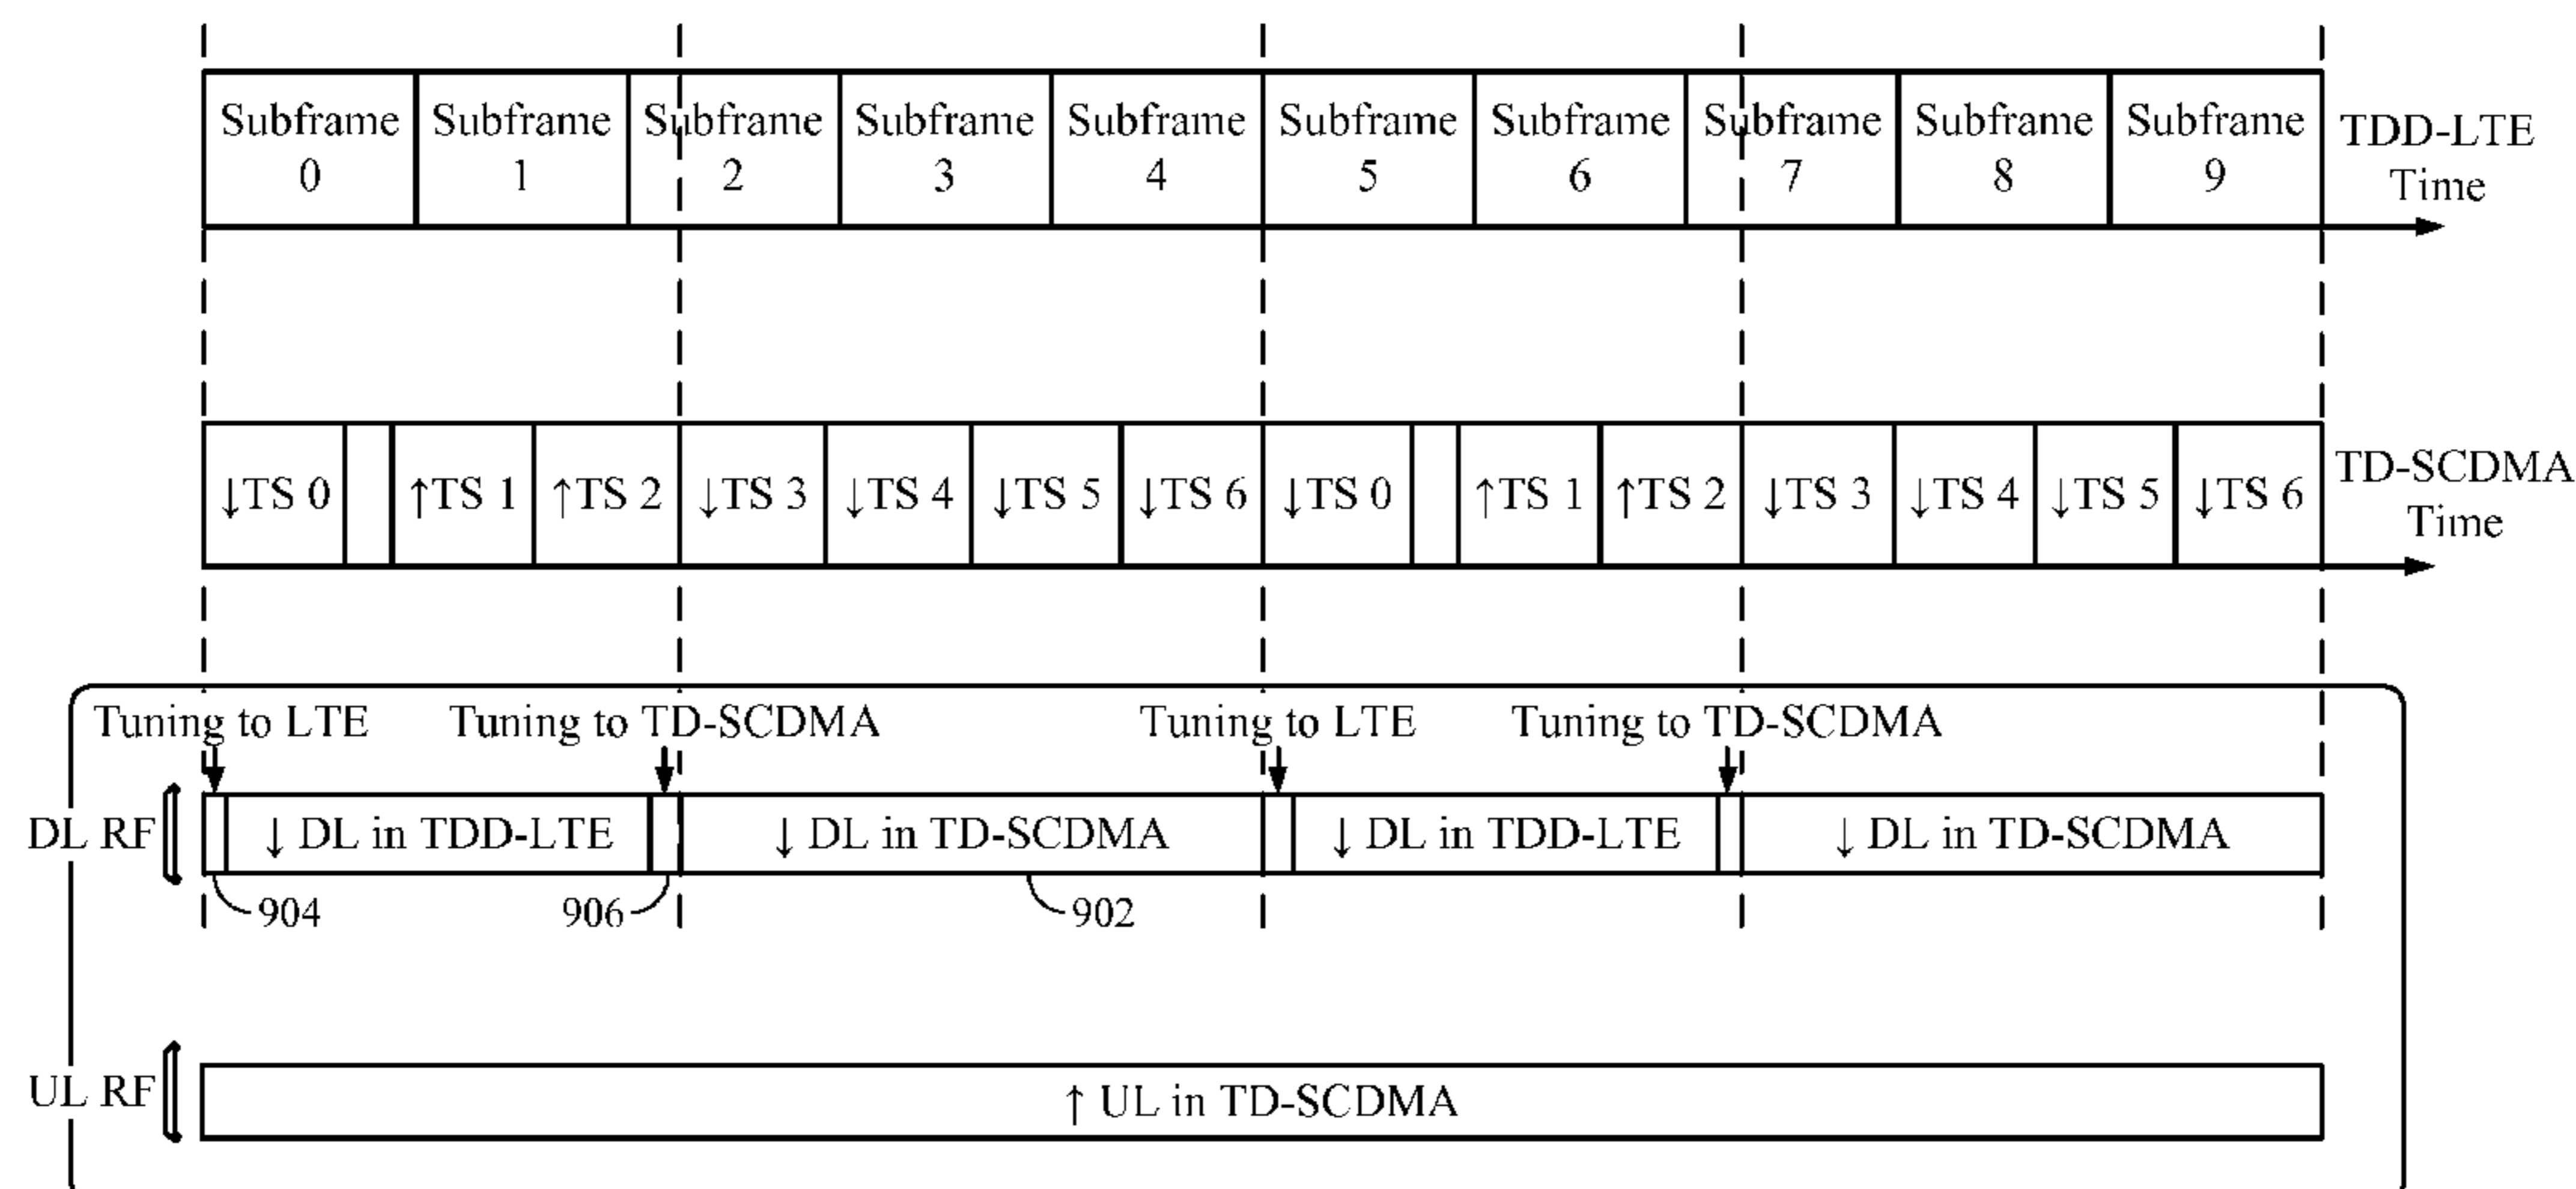 Subframe 0
Subframe 1
Subframe 2
Subframe 3
Subframe 4
Subframe 5
Subframe 6
Subframe 7
Subframe 8
Subframe 9
TDD-LTE
Time
↓TS 0
↑TS 1
↑TS 2
↓TS 3
↓TS 4
↓TS 5
↓TS 6
↓TS 0
↑TS 1
↑TS 2
↓TS 3
↓TS 4
↓TS 5
↓TS 6
TD-SCDMA
Time
Tuning to LTE
Tuning to TD-SCDMA
Tuning to LTE
Tuning to TD-SCDMA
DL RF
↓ DL in TDD-LTE
↓ DL in TD-SCDMA
↓ DL in TDD-LTE
↓ DL in TD-SCDMA
904
906
902
UL RF
↑ UL in TD-SCDMA